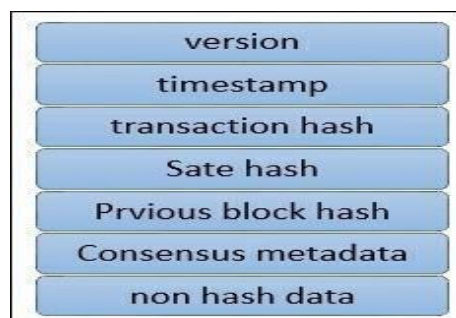 version
timestamp
transaction hash
Sate hash
Prvious block hash
Consensus metadata
non hash data